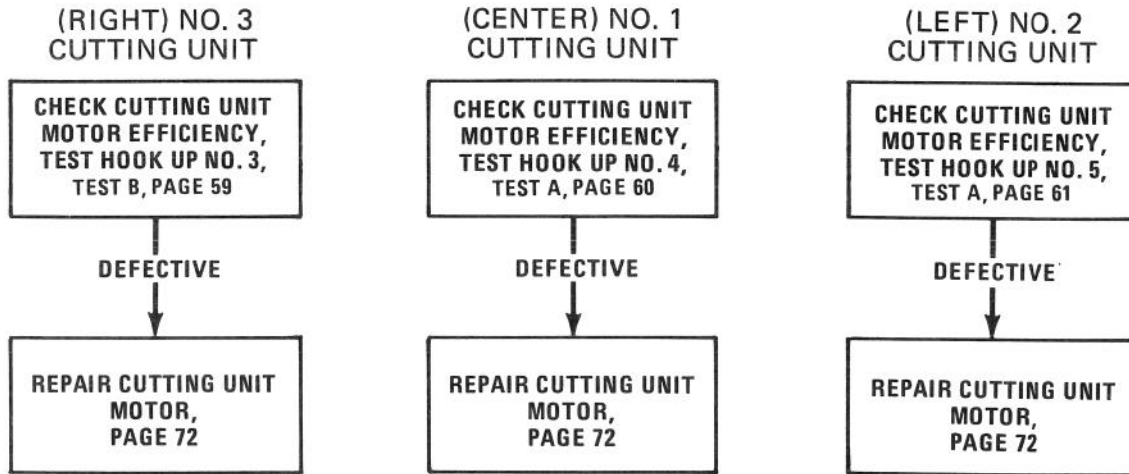 (RIGHT) NO. 3
CUTTING UNIT
CHECK CUTTING UNIT
MOTOR EFFICIENCY,
TEST HOOK UP NO. 3,
TEST B, PAGE 59
DEFECTIVE
REPAIR CUTTING UNIT
MOTOR,
PAGE 72
(CENTER) NO. 1
CUTTING UNIT
CHECK CUTTING UNIT
MOTOR EFFICIENCY,
TEST HOOK UP NO. 4,
TEST A, PAGE 60
DEFECTIVE
REPAIR CUTTING UNIT
MOTOR,
PAGE 72
(LEFT) NO. 2
CUTTING UNIT
CHECK CUTTING UNIT
MOTOR EFFICIENCY,
TEST HOOK UP NO. 5,
TEST A, PAGE 61
DEFECTIVE
REPAIR CUTTING UNIT
MOTOR,
PAGE 72